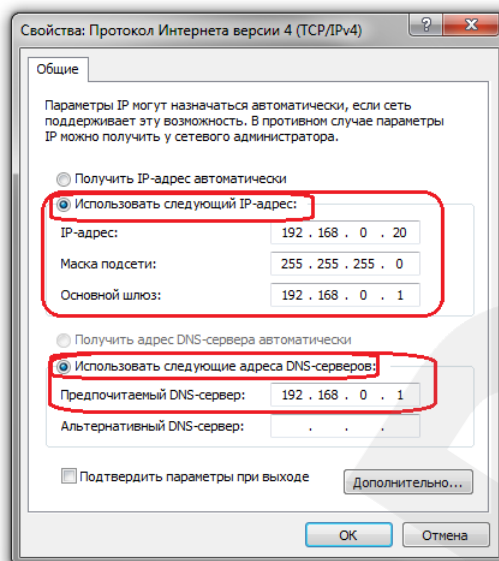 Свойства: Протокол Интернета версии 4 (TCP/IPv4)
Общие
Параметры IP могут назначаться автоматически, если сеть
поддерживает эту возможность. В противном случае параметры
IP можно получить у сетевого администратора.
Получить IP-адрес автоматически
Использовать следующий IP-адрес:
IP-адрес: 192 . 168 . 0 . 20
Маска подсети: 255 . 255 . 255 . 0
Основной шлюз: 192 . 168 . 0 . 1
Получить адрес DNS-сервера автоматически
Использовать следующие адреса DNS-серверов:
Предпочитаемый DNS-сервер: 192 . 168 . 0 . 1
Альтернативный DNS-сервер: . . .
Подтвердить параметры при выходе
Дополнительно...
ОК Отмена